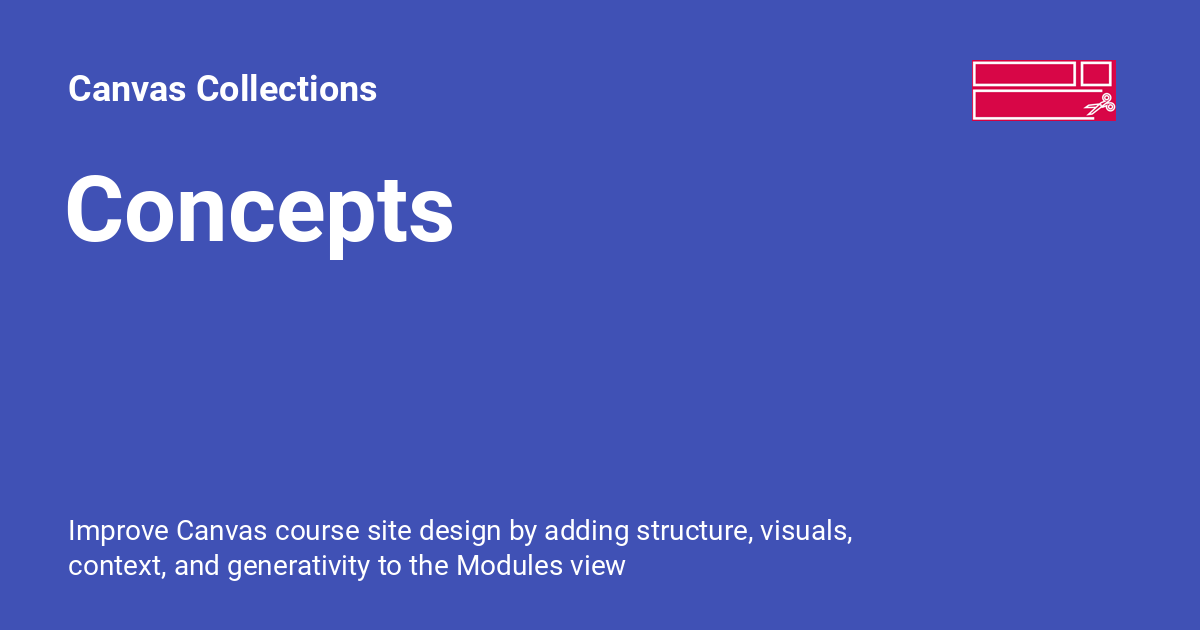 Canvas Collections
Concepts
Improve Canvas course site design by adding structure, visuals,
context, and generativity to the Modules view